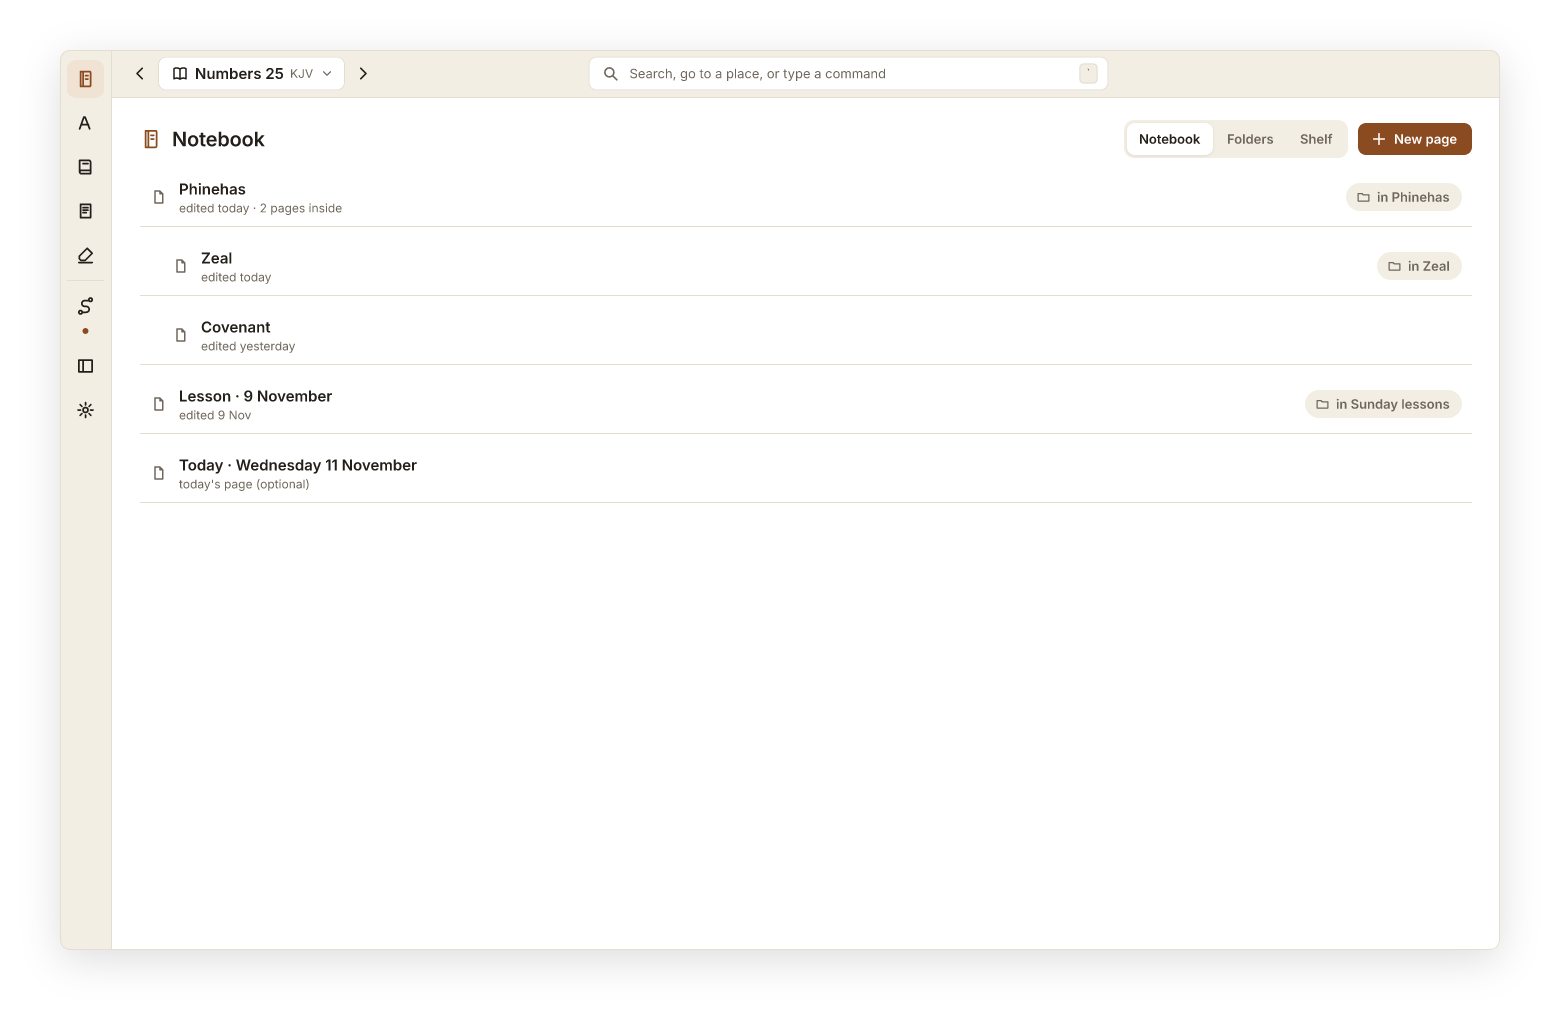 Numbers 25 KJV
Search, go to a place, or type a command
Notebook
Notebook Folders Shelf
New page
Phinehas
edited today · 2 pages inside
in Phinehas
Zeal
edited today
in Zeal
Covenant
edited yesterday
Lesson · 9 November
edited 9 Nov
in Sunday lessons
Today · Wednesday 11 November
today's page (optional)